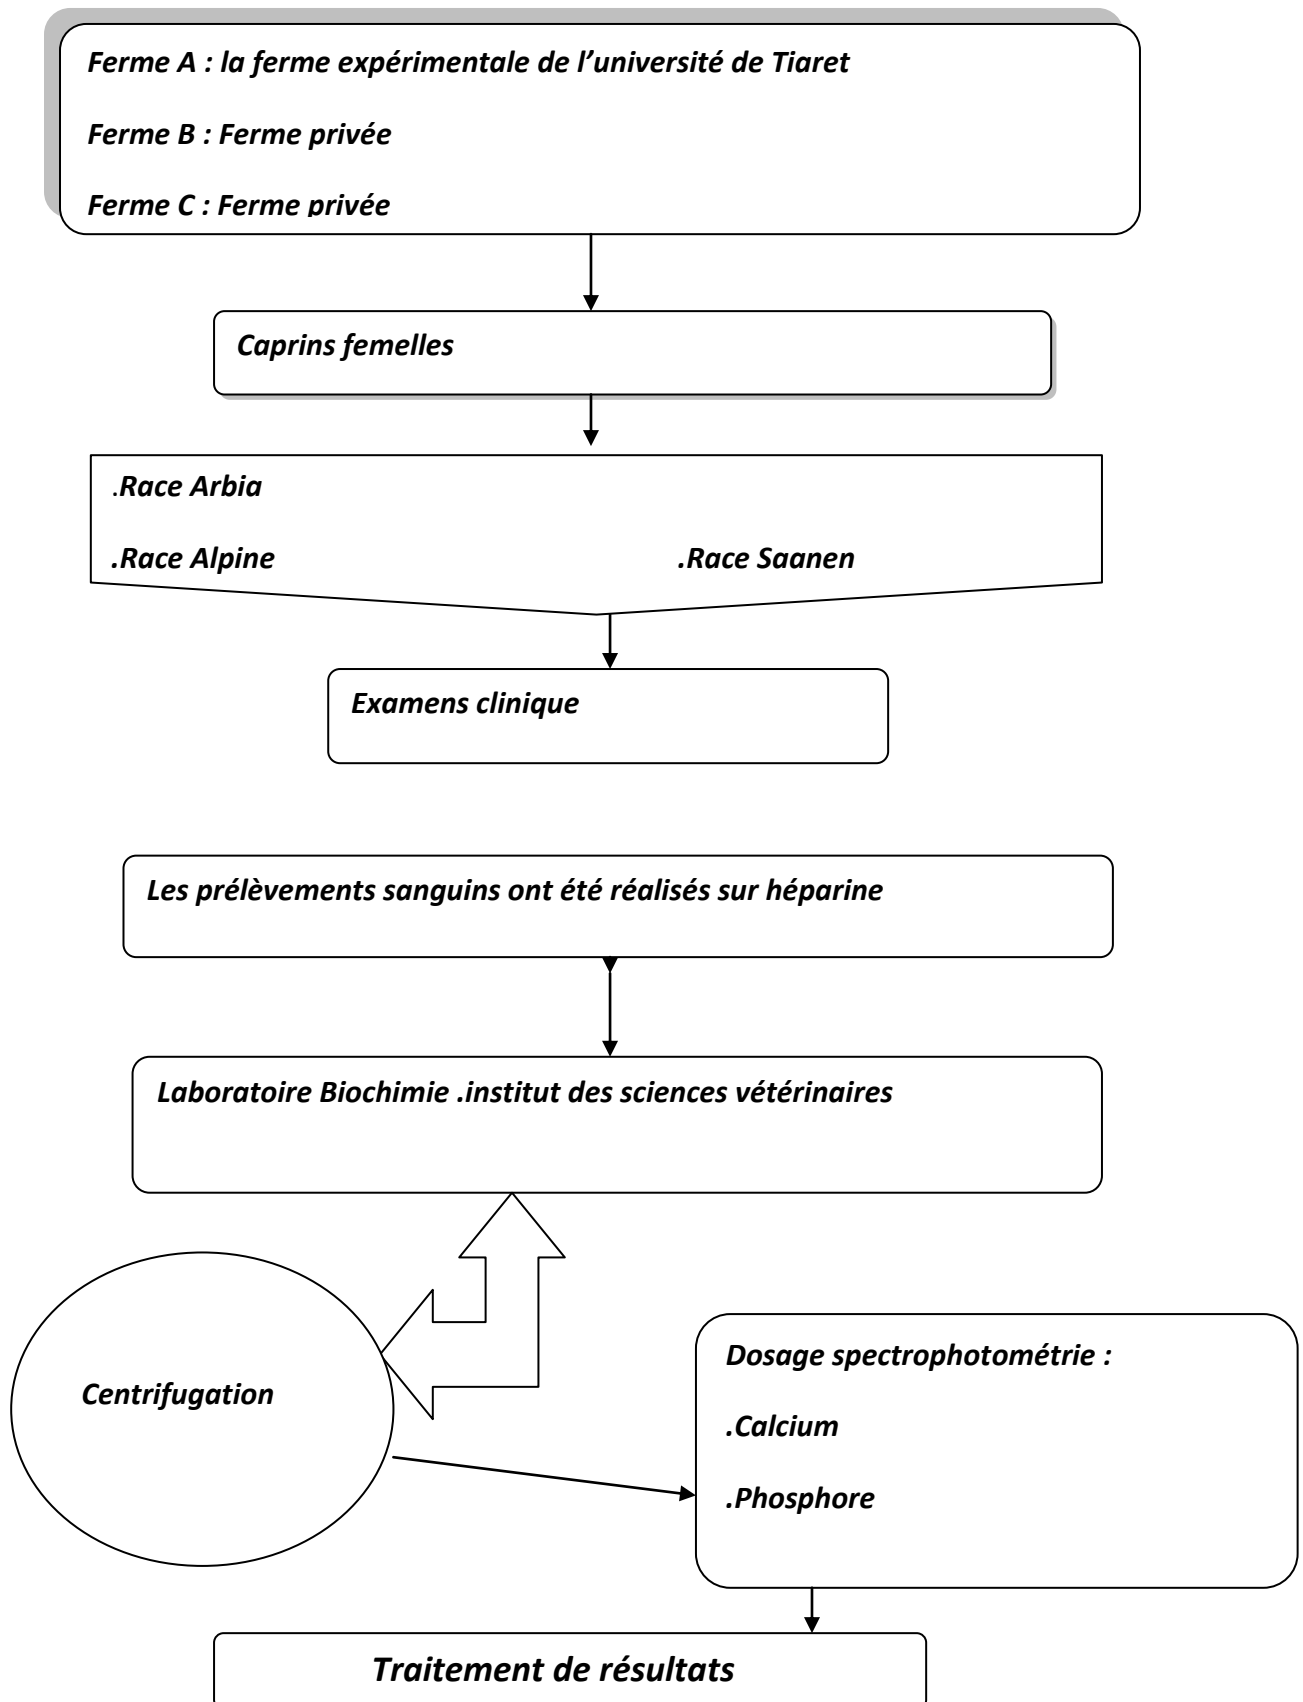 Ferme A : la ferme expérimentale de l’université de Tiaret
Ferme B : Ferme privée
Ferme C : Ferme privée
Caprins femelles
.Race Arbia
.Race Alpine .Race Saanen
Examens clinique
Les prélèvements sanguins ont été réalisés sur héparine
Laboratoire Biochimie .institut des sciences vétérinaires
Centrifugation
Dosage spectrophotométrie :
.Calcium
.Phosphore
Traitement de résultats